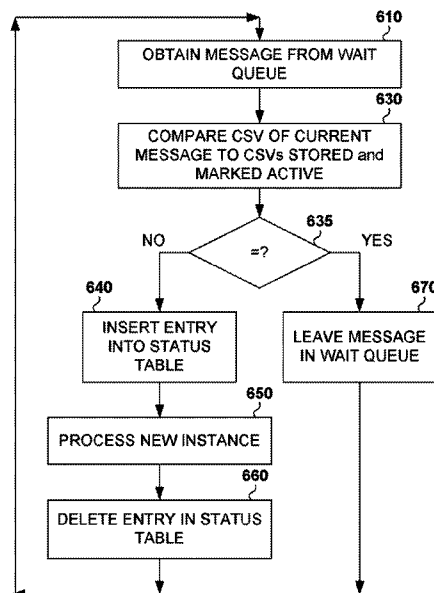 610
OBTAIN MESSAGE FROM WAIT
QUEUE
630
COMPARE CSV OF CURRENT
MESSAGE TO CSVs STORED and
MARKED ACTIVE
635
NO
=?
YES
640
INSERT ENTRY
INTO STATUS
TABLE
670
LEAVE MESSAGE
IN WAIT QUEUE
650
PROCESS NEW INSTANCE
660
DELETE ENTRY IN STATUS
TABLE